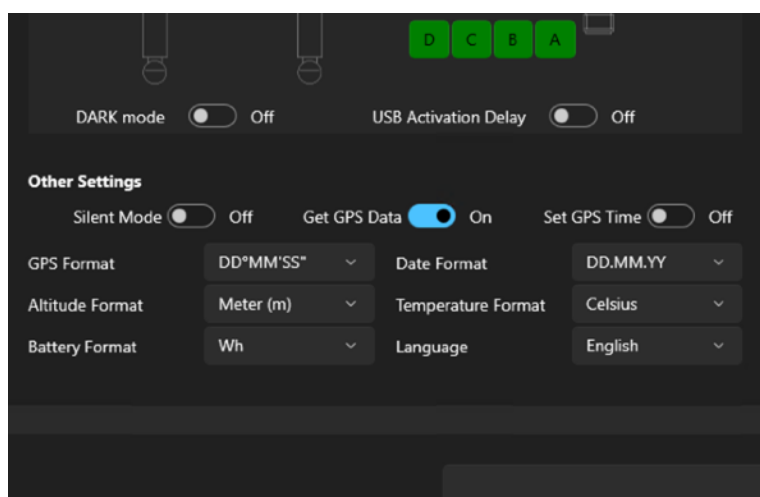 D C B A
DARK mode Off USB Activation Delay Off
Other Settings
Silent Mode Off Get GPS Data On Set GPS Time Off
GPS Format DD°MM'SS" Date Format DD.MM.YY
Altitude Format Meter (m) Temperature Format Celsius
Battery Format Wh Language English